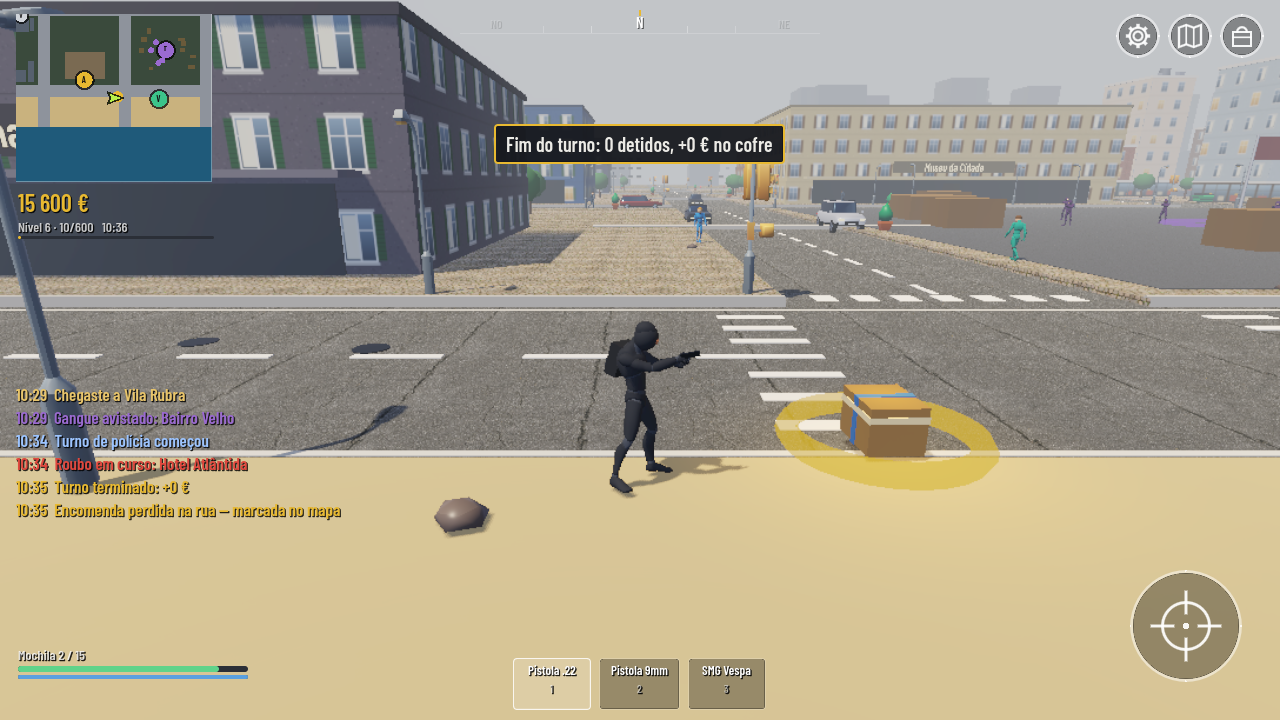 NO
N
NE
A
T
V
Fim do turno: 0 detidos, +0 € no cofre
Museu da Cidade
15 600 €
Nível 6 · 10/600 10:36
10:29 Chegaste a Vila Rubra
10:29 Gangue avistado: Bairro Velho
10:34 Turno de polícia começou
10:34 Roubo em curso: Hotel Atlântida
10:35 Turno terminado: +0 €
10:35 Encomenda perdida na rua — marcada no mapa
Mochila 2 / 15
Pistola .22
1
Pistola 9mm
2
SMG Vespa
3